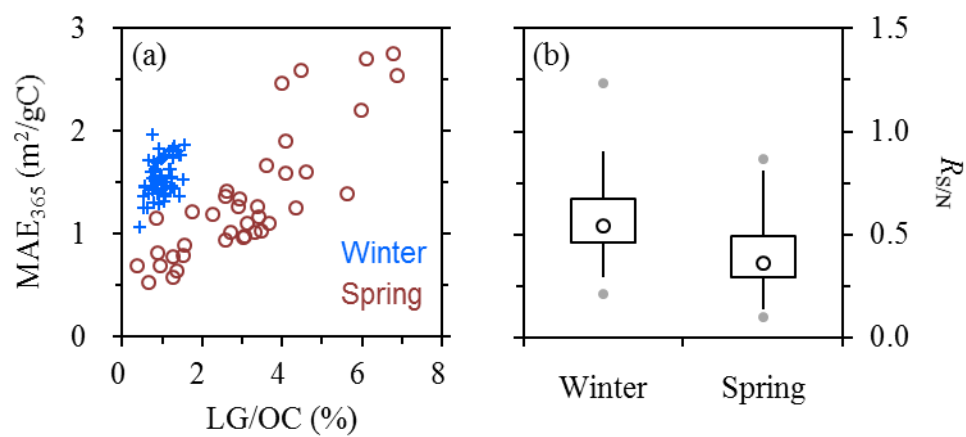 (a)
3
2
1
0
MAE365 (m²/gC)
Winter
Spring
0 2 4 6 8
LG/OC (%)
(b)
1.5
1.0
0.5
0.0
RS/N
Winter Spring